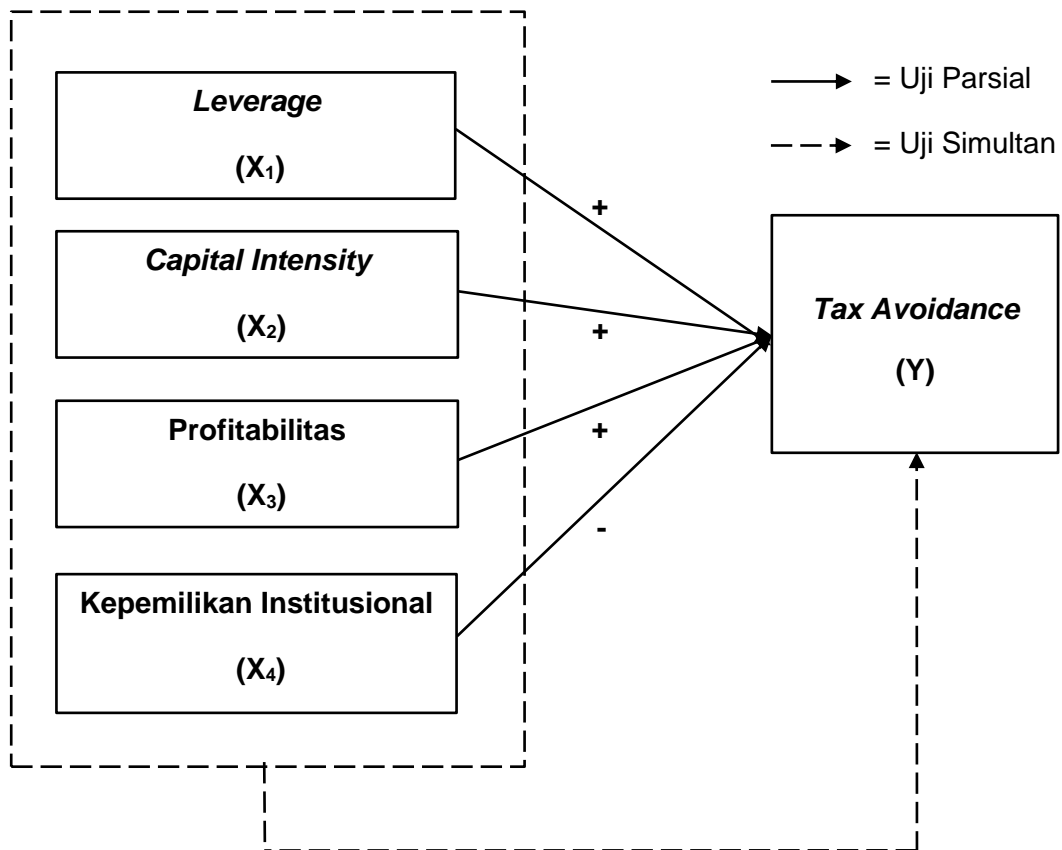 Leverage
(X₁)
Capital Intensity
(X₂)
Profitabilitas
(X₃)
Kepemilikan Institusional
(X₄)
+
+
+
-
= Uji Parsial
= Uji Simultan
Tax Avoidance
(Y)